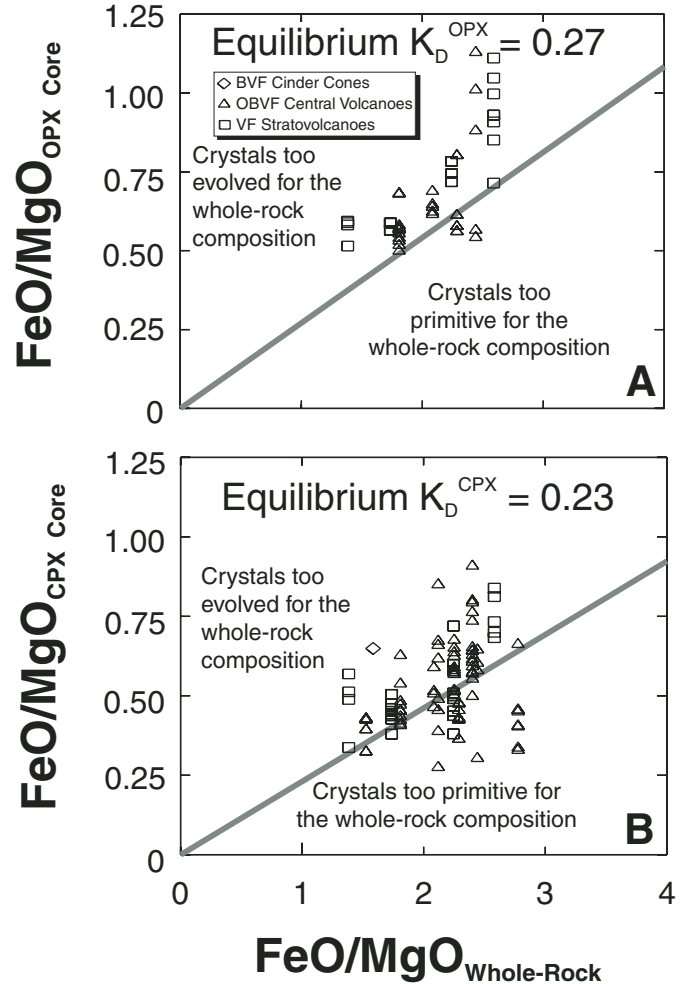 1.25
Equilibrium K_D^OPX = 0.27
BVF Cinder Cones
OBVF Central Volcanoes
VF Stratovolcanoes
1.00
Crystals too
evolved for the
whole-rock
composition
0.75
0.50
Crystals too
primitive for the
whole-rock composition
0.25
0
A
FeO/MgO_OPX Core
1.25
Equilibrium K_D^CPX = 0.23
1.00
Crystals too
evolved for the
whole-rock
composition
0.75
0.50
0.25
Crystals too primitive for
the whole-rock composition
B
0
FeO/MgO_CPX Core
0 1 2 3 4
FeO/MgO_Whole-Rock